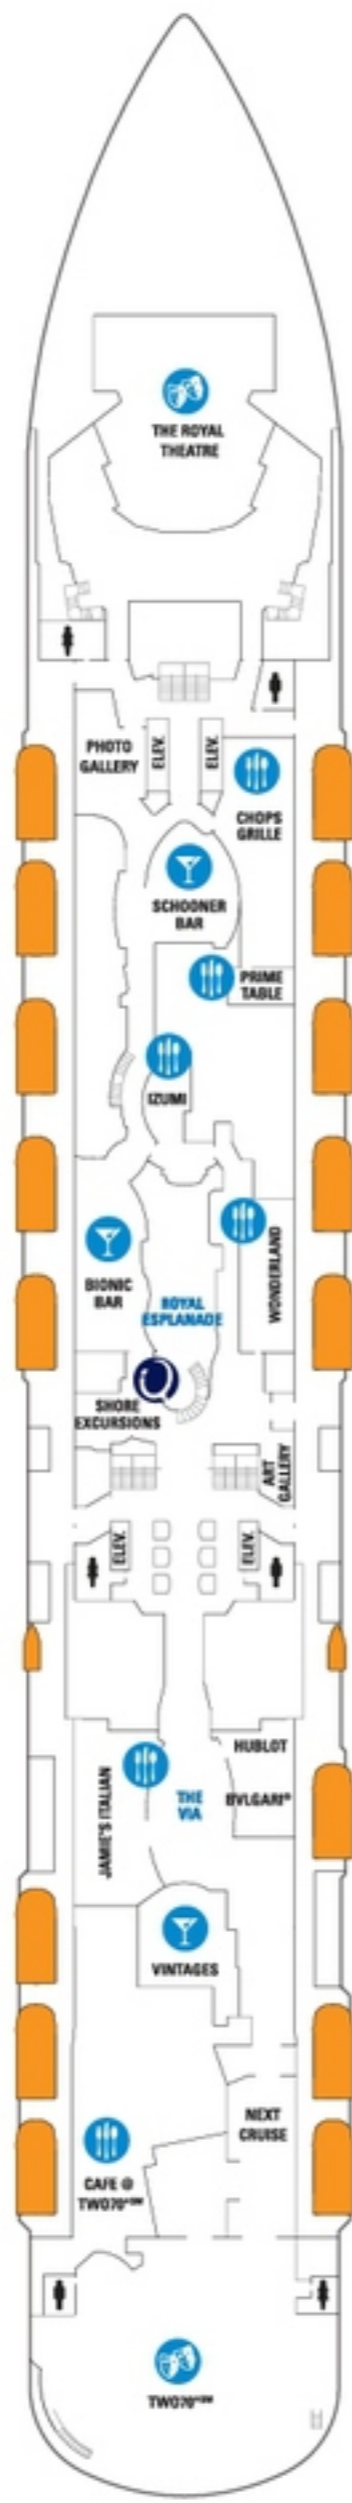 THE ROYAL
THEATRE
PHOTO
GALLERY
ELEV.
ELEV.
CHOPS
GRILLE
SCHOONER
BAR
PRIME
TABLE
IZUMI
BIONIC
BAR
WONDERLAND
ROYAL
ESPLANADE
SHORE
EXCURSIONS
ART
GALLERY
ELEV.
ELEV.
HUBLOT
JAMIE'S ITALIAN
THE
VIA
BVLGARI®
VINTAGES
NEXT
CRUISE
CAFE @
TWO70
TWO70